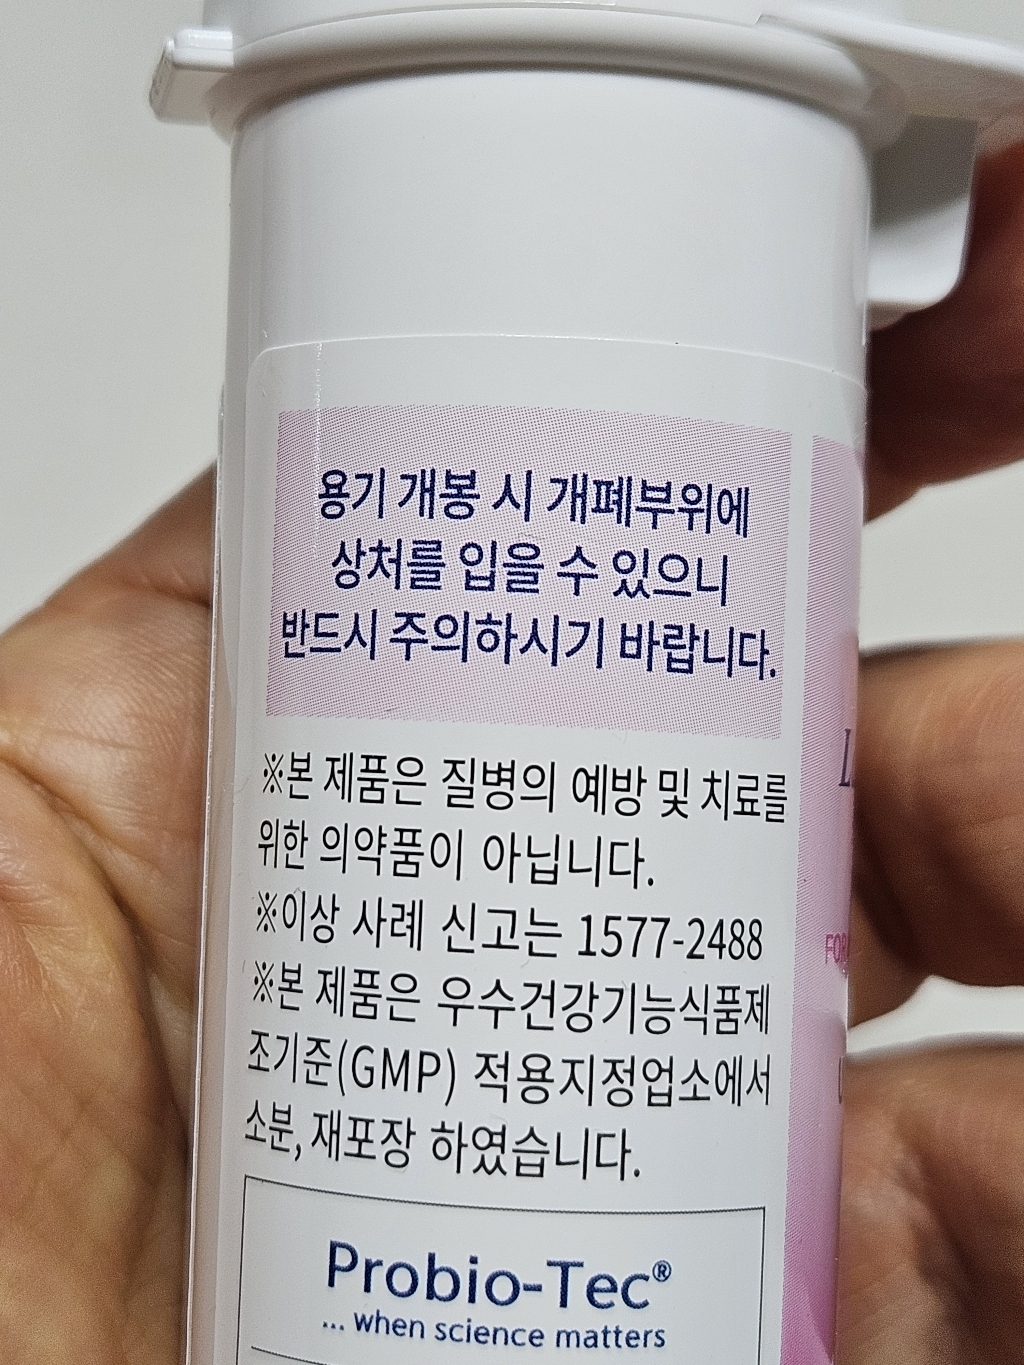 용기 개봉 시 개폐부위에
상처를 입을 수 있으니
반드시 주의하시기 바랍니다.
※본 제품은 질병의 예방 및 치료를
위한 의약품이 아닙니다.
※이상 사례 신고는 1577-2488
※본 제품은 우수건강기능식품제
조기준(GMP) 적용지정업소에서
소분, 재포장 하였습니다.
Probio-Tec®
... when science matters